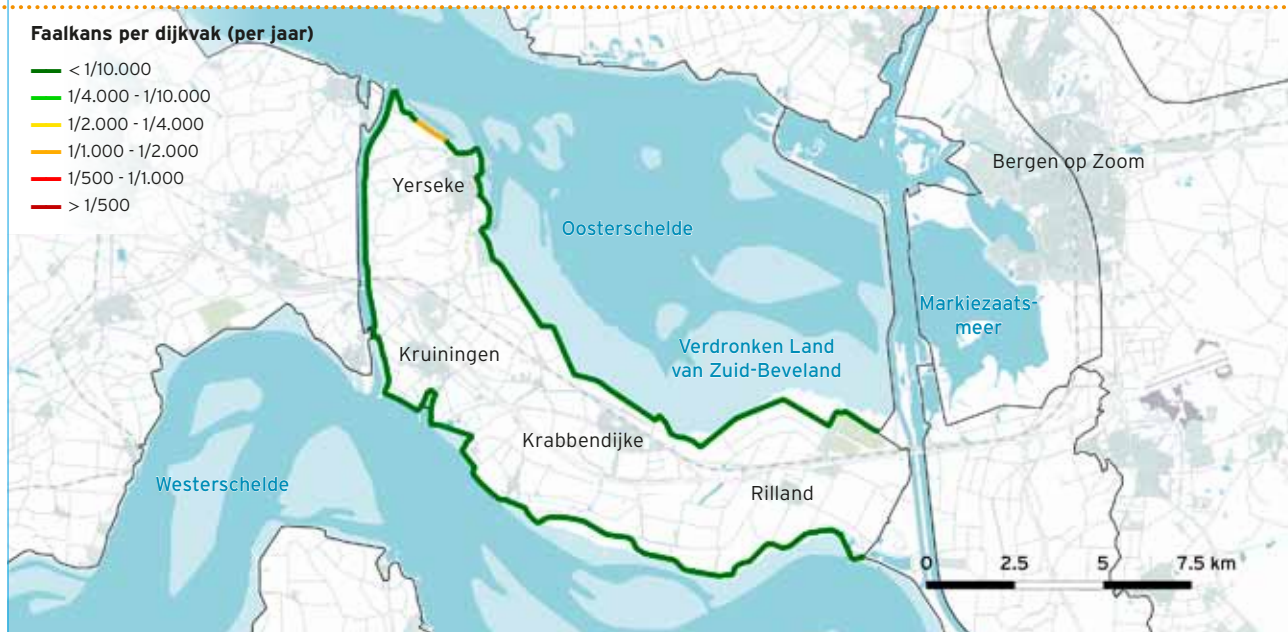 Faalkans per dijkvak (per jaar)
< 1/10.000
1/4.000 - 1/10.000
1/2.000 - 1/4.000
1/1.000 - 1/2.000
1/500 - 1/1.000
> 1/500
Bergen op Zoom
Yerseke
Oosterschelde
Markiezaats-
meer
Verdronken Land
van Zuid-Beveland
Kruiningen
Krabbendijke
Westerschelde
Rilland
0 2.5 5 7.5 km